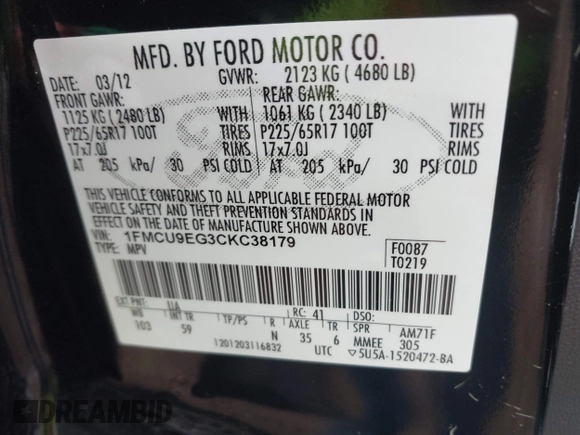 MFD. BY FORD MOTOR CO.
DATE: 03/12 GVWR: 2123 KG ( 4680 LB)
FRONT GAWR: REAR GAWR:
1125 KG ( 2480 LB) WITH 1061 KG ( 2340 LB) WITH
P225/65R17 100T TIRES P225/65R17 100T TIRES
17x7.0J RIMS 17x7.0J RIMS
AT 205 kPa/ 30 PSI COLD AT 205 kPa/ 30 PSI COLD
Ford
THIS VEHICLE CONFORMS TO ALL APPLICABLE FEDERAL MOTOR
VEHICLE SAFETY AND THEFT PREVENTION STANDARDS IN
EFFECT ON THE DATE OF MANUFACTURE SHOWN ABOVE.
VIN: 1FMCU9EG3CKC38179 F0087
TYPE: MPV T0219
EXT PNT: UA RC: 41 DSO:
WB INT TR TP/PS R AXLE TR SPR AM71F
103 59 N 35 6 MMEE 305
1201203116832 UTC ▽5U5A-1520472-BA
DREAMBID